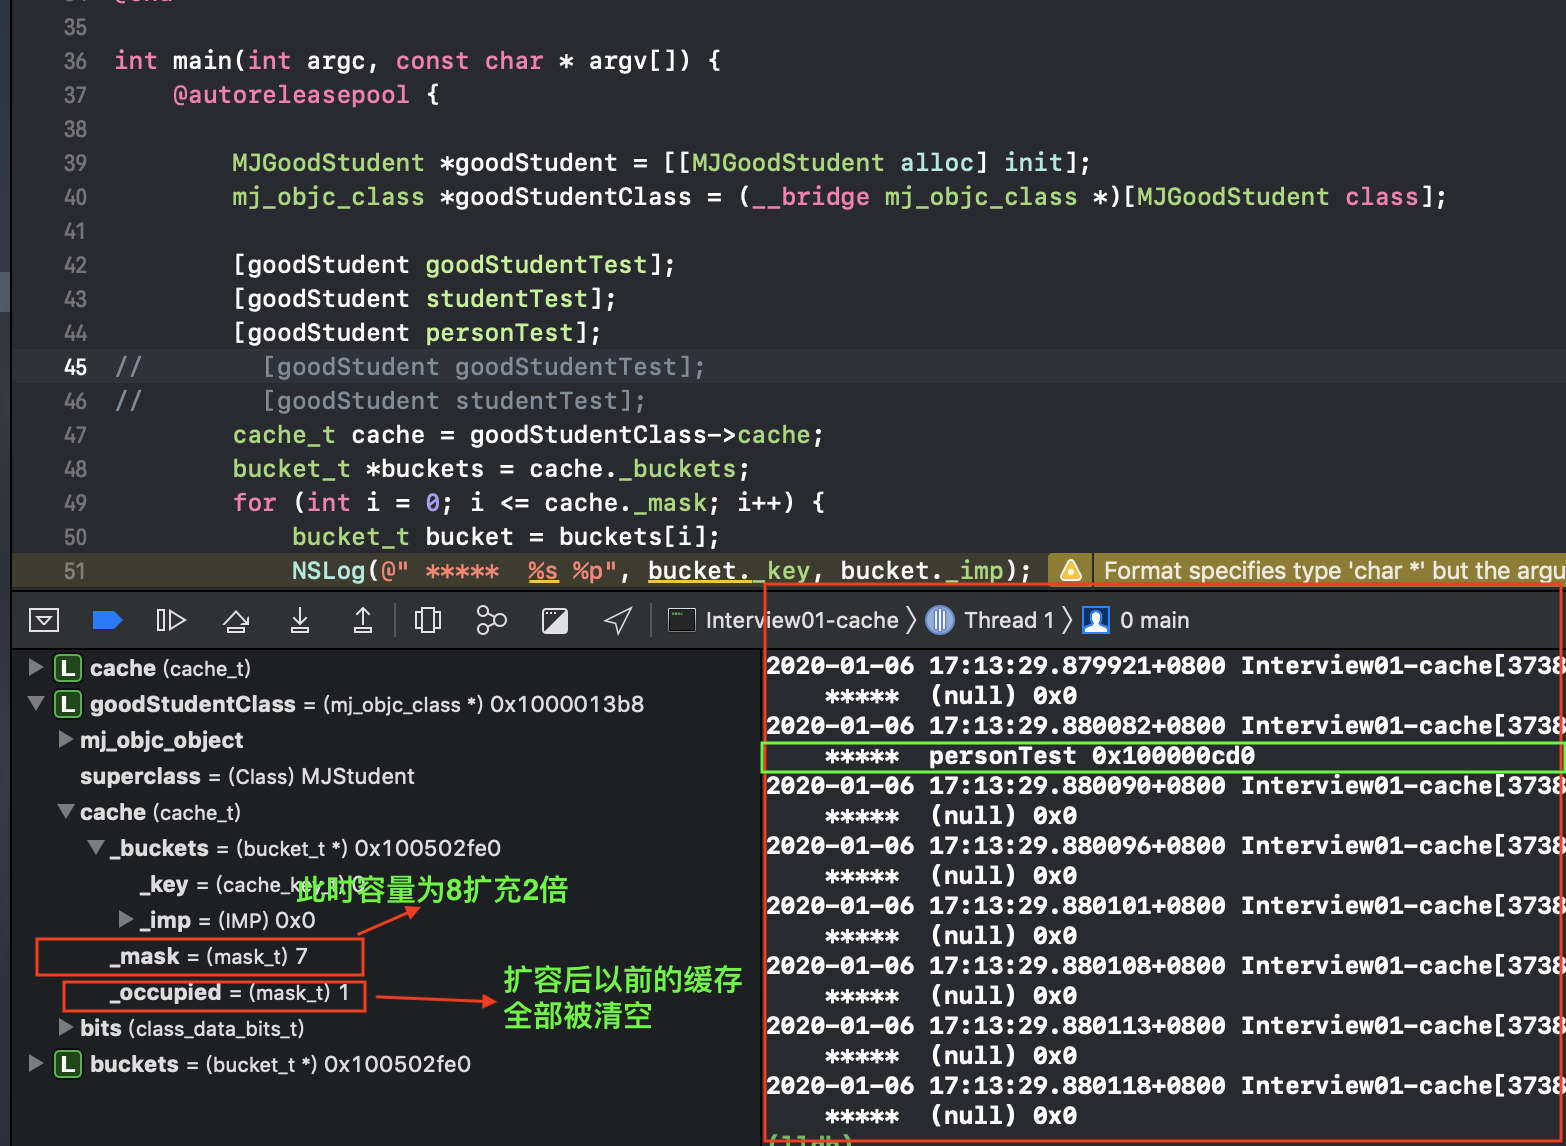 35
36 int main(int argc, const char * argv[]) {
37 @autoreleasepool {
38
39 MJGoodStudent *goodStudent = [[MJGoodStudent alloc] init];
40 mj_objc_class *goodStudentClass = (__bridge mj_objc_class *)[MJGoodStudent class];
41
42 [goodStudent goodStudentTest];
43 [goodStudent studentTest];
44 [goodStudent personTest];
45 // [goodStudent goodStudentTest];
46 // [goodStudent studentTest];
47 cache_t cache = goodStudentClass->cache;
48 bucket_t *buckets = cache._buckets;
49 for (int i = 0; i <= cache._mask; i++) {
50 bucket_t bucket = buckets[i];
51 NSLog(@" ***** %s %p", bucket._key, bucket._imp); Format specifies type 'char *' but the argu
Interview01-cache 〉 Thread 1 〉 0 main
L cache (cache_t)
L goodStudentClass = (mj_objc_class *) 0x1000013b8
mj_objc_object
superclass = (Class) MJStudent
cache (cache_t)
_buckets = (bucket_t *) 0x100502fe0
_key = (cache_key_t) 0
此时容量为8扩充2倍
_imp = (IMP) 0x0
_mask = (mask_t) 7
_occupied = (mask_t) 1
扩容后以前的缓存
全部被清空
bits (class_data_bits_t)
L buckets = (bucket_t *) 0x100502fe0
2020-01-06 17:13:29.879921+0800 Interview01-cache[3738
***** (null) 0x0
2020-01-06 17:13:29.880082+0800 Interview01-cache[3738
***** personTest 0x100000cd0
2020-01-06 17:13:29.880090+0800 Interview01-cache[3738
***** (null) 0x0
2020-01-06 17:13:29.880096+0800 Interview01-cache[3738
***** (null) 0x0
2020-01-06 17:13:29.880101+0800 Interview01-cache[3738
***** (null) 0x0
2020-01-06 17:13:29.880108+0800 Interview01-cache[3738
***** (null) 0x0
2020-01-06 17:13:29.880113+0800 Interview01-cache[3738
***** (null) 0x0
2020-01-06 17:13:29.880118+0800 Interview01-cache[3738
***** (null) 0x0
(lldb)